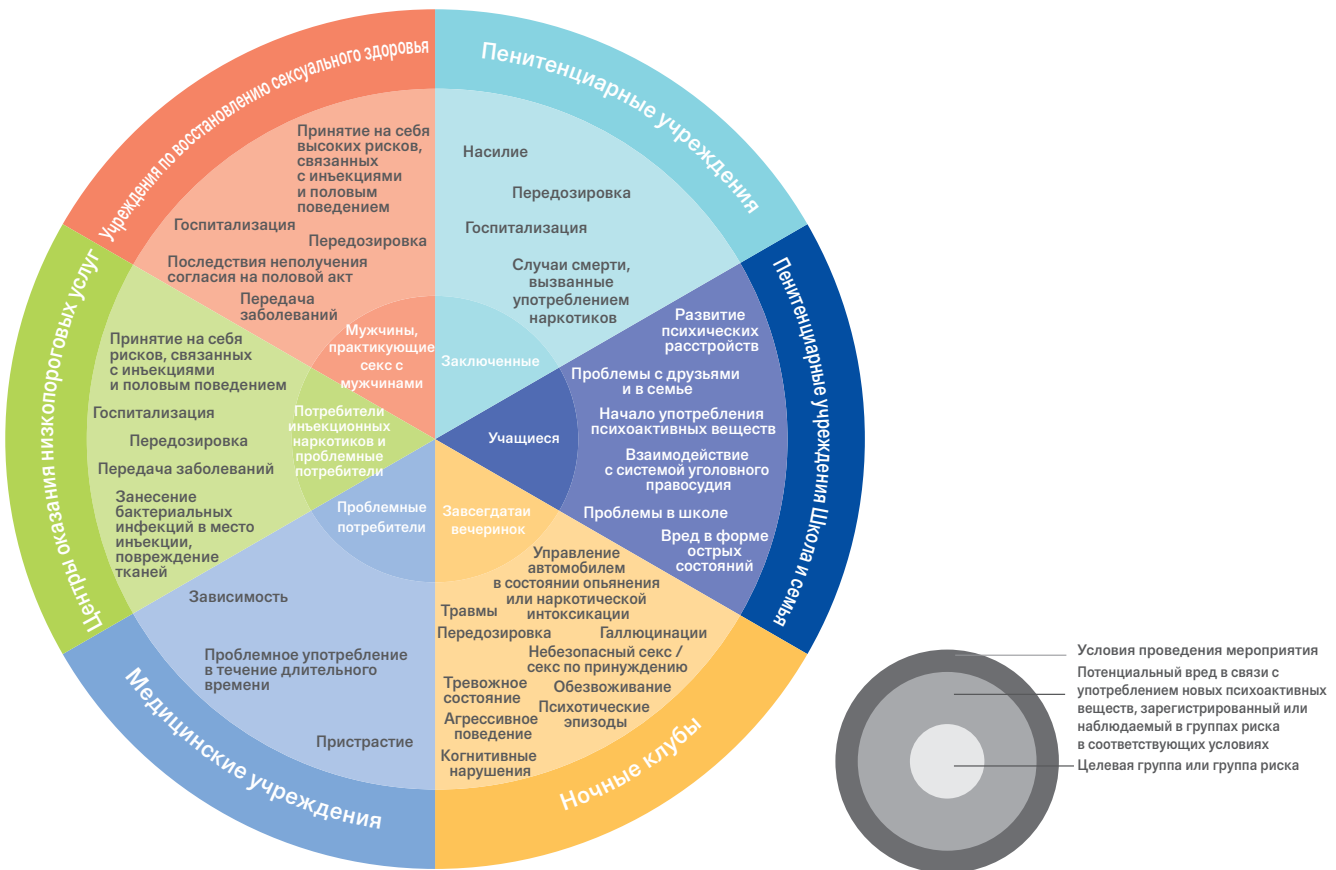 Учреждения по восстановлению сексуального здоровья
Принятие на себя
высоких рисков,
связанных
с инъекциями
и половым
поведением
Госпитализация
Передозировка
Последствия неполучения
согласия на половой акт
Передача
заболеваний
Мужчины,
практикующие
секс с
мужчинами
Пенитенциарные учреждения
Насилие
Передозировка
Госпитализация
Случаи смерти,
вызванные
употреблением
наркотиков
Заключенные
Пенитенциарные учреждения Школа и семья
Развитие
психических
расстройств
Проблемы с друзьями
и в семье
Начало употребления
психоактивных веществ
Взаимодействие
с системой уголовного
правосудия
Проблемы в школе
Вред в форме
острых
состояний
Учащиеся
Завсегдатаи
вечеринок
Управление
автомобилем
в состоянии опьянения
или наркотической
интоксикации
Травмы
Передозировка
Галлюцинации
Небезопасный секс /
секс по принуждению
Тревожное
состояние
Обезвоживание
Психотические
эпизоды
Агрессивное
поведение
Когнитивные
нарушения
Ночные клубы
Проблемные
потребители
Зависимость
Проблемное употребление
в течение длительного
времени
Пристрастие
Медицинские учреждения
Центры оказания низкопороговых услуг
Принятие на себя
рисков, связанных
с инъекциями
и половым поведением
Госпитализация
Передозировка
Передача заболеваний
Занесение
бактериальных
инфекций в место
инъекции,
повреждение
тканей
Потребители
инъекционных
наркотиков и
проблемные
потребители
Условия проведения мероприятия
Потенциальный вред в связи с
употреблением новых психоактивных
веществ, зарегистрированный или
наблюдаемый в группах риска
в соответствующих условиях
Целевая группа или группа риска